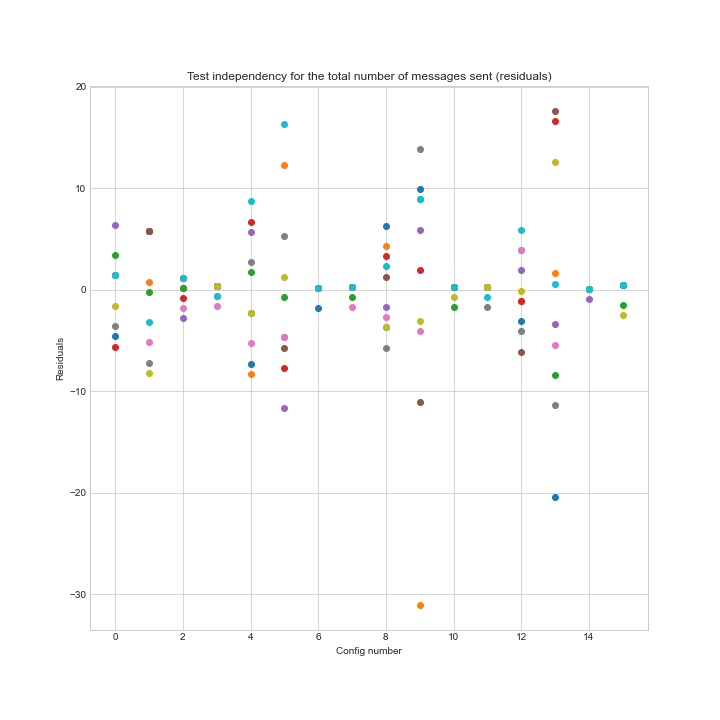 Test independency for the total number of messages sent (residuals)
20
10
0
−10
−20
−30
Residuals
0 2 4 6 8 10 12 14
Config number